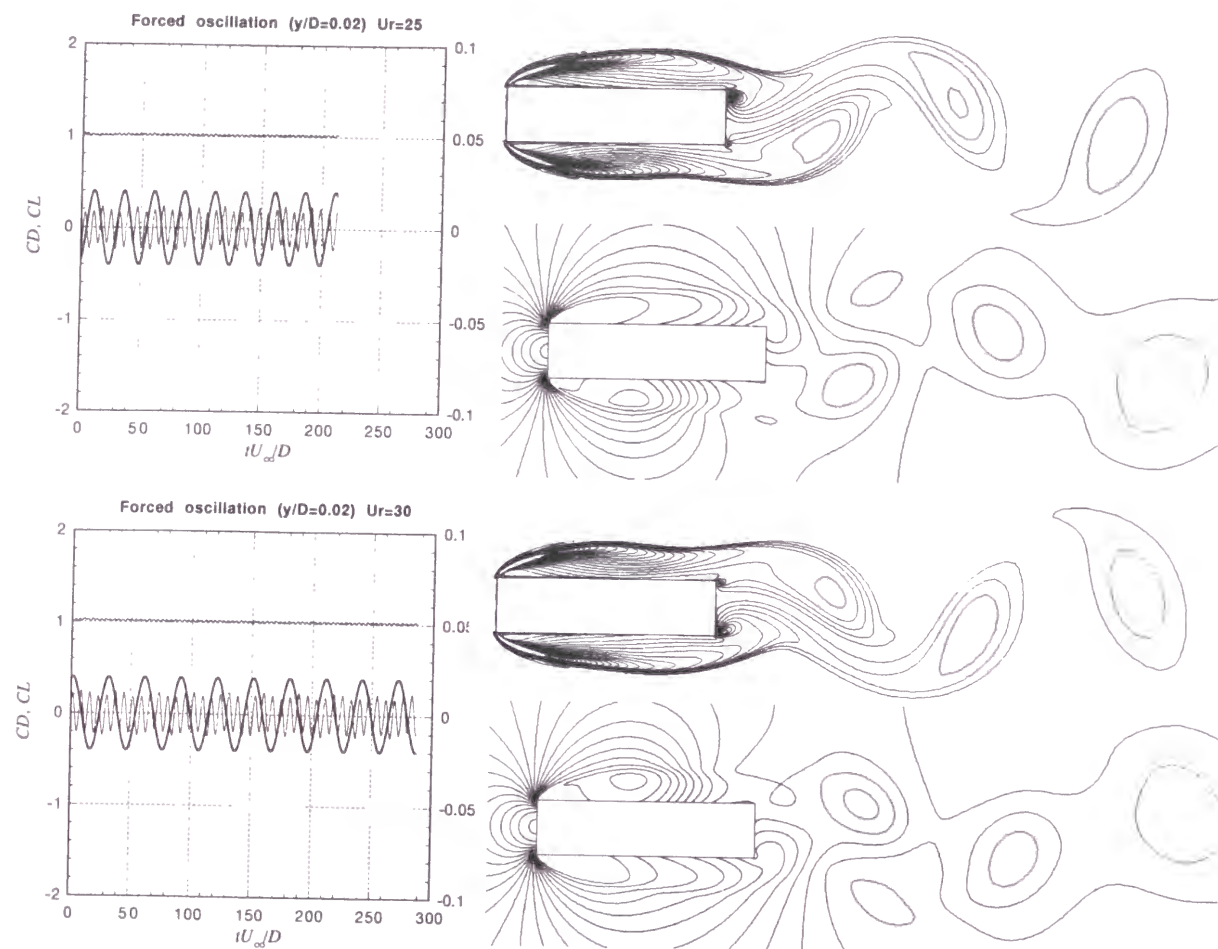 Forced oscillation (y/D=0.02) Ur=25
2
1
0
-1
-2
CD, CL
0.1
0.05
0
-0.05
-0.1
0 50 100 150 200 250 300
tU∞/D
Forced oscillation (y/D=0.02) Ur=30
2
1
0
-1
-2
CD, CL
0.1
0.05
0
-0.05
-0.1
0 50 100 150 200 250 300
tU∞/D